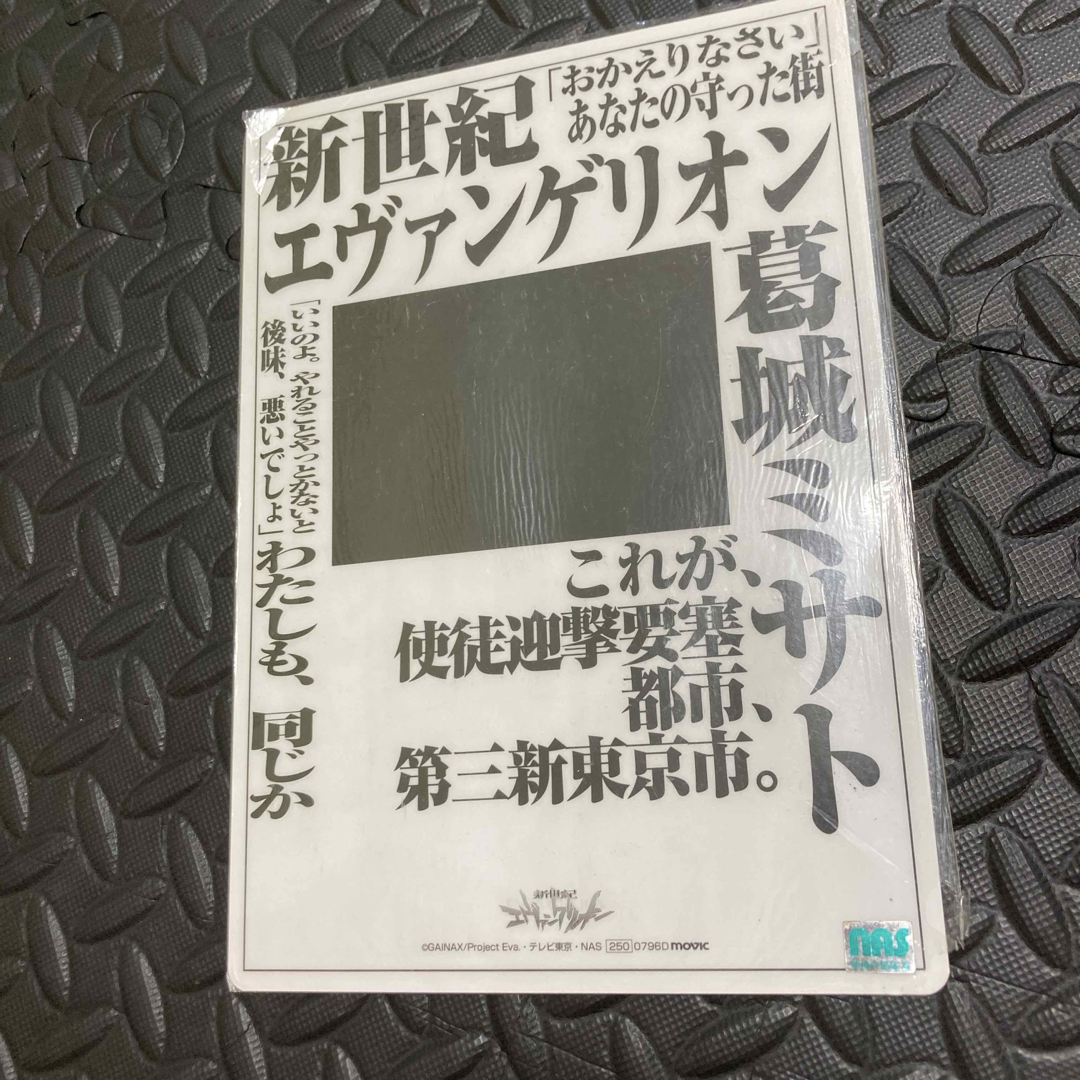 「おかえりなさい」
あなたの守った街
新世紀
エヴァンゲリオン
葛城ミサト
「いいのよ。やれることやっとかないと
後味、悪いでしょ」
わたしも、同じか
これが、
使徒迎撃要塞
都市、
第三新東京市。
新世紀
エヴァンゲリオン
©GAINAX/Project Eva.・テレビ東京・NAS 250 0796D movic
nas